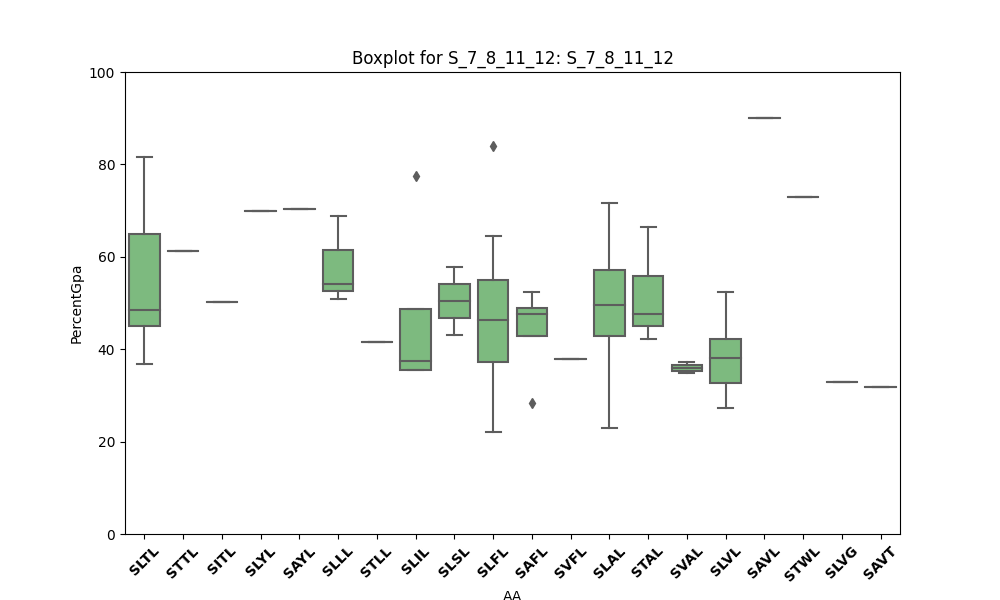 Boxplot for S_7_8_11_12: S_7_8_11_12
100
80
60
40
20
0
PercentGpa
SLTL STTL SITL SLYL SAYL SLLL STLL SLIL SLSL SLFL SAFL SVFL SLAL STAL SVAL SLVL SAVL STWL SLVG SAVT
AA